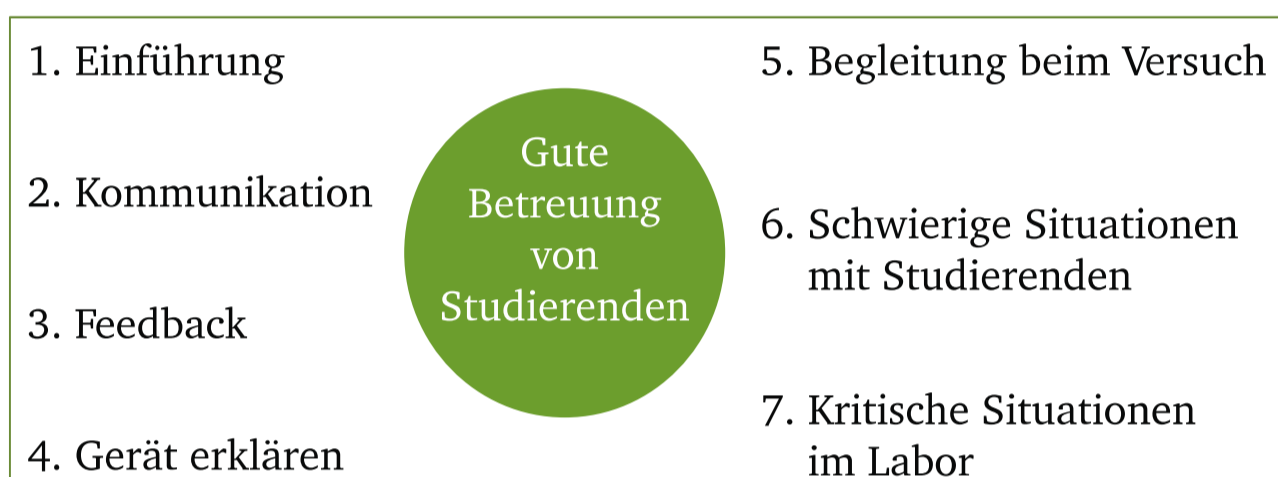 1. Einführung
2. Kommunikation
3. Feedback
4. Gerät erklären
Gute
Betreuung
von
Studierenden
5. Begleitung beim Versuch
6. Schwierige Situationen
mit Studierenden
7. Kritische Situationen
im Labor